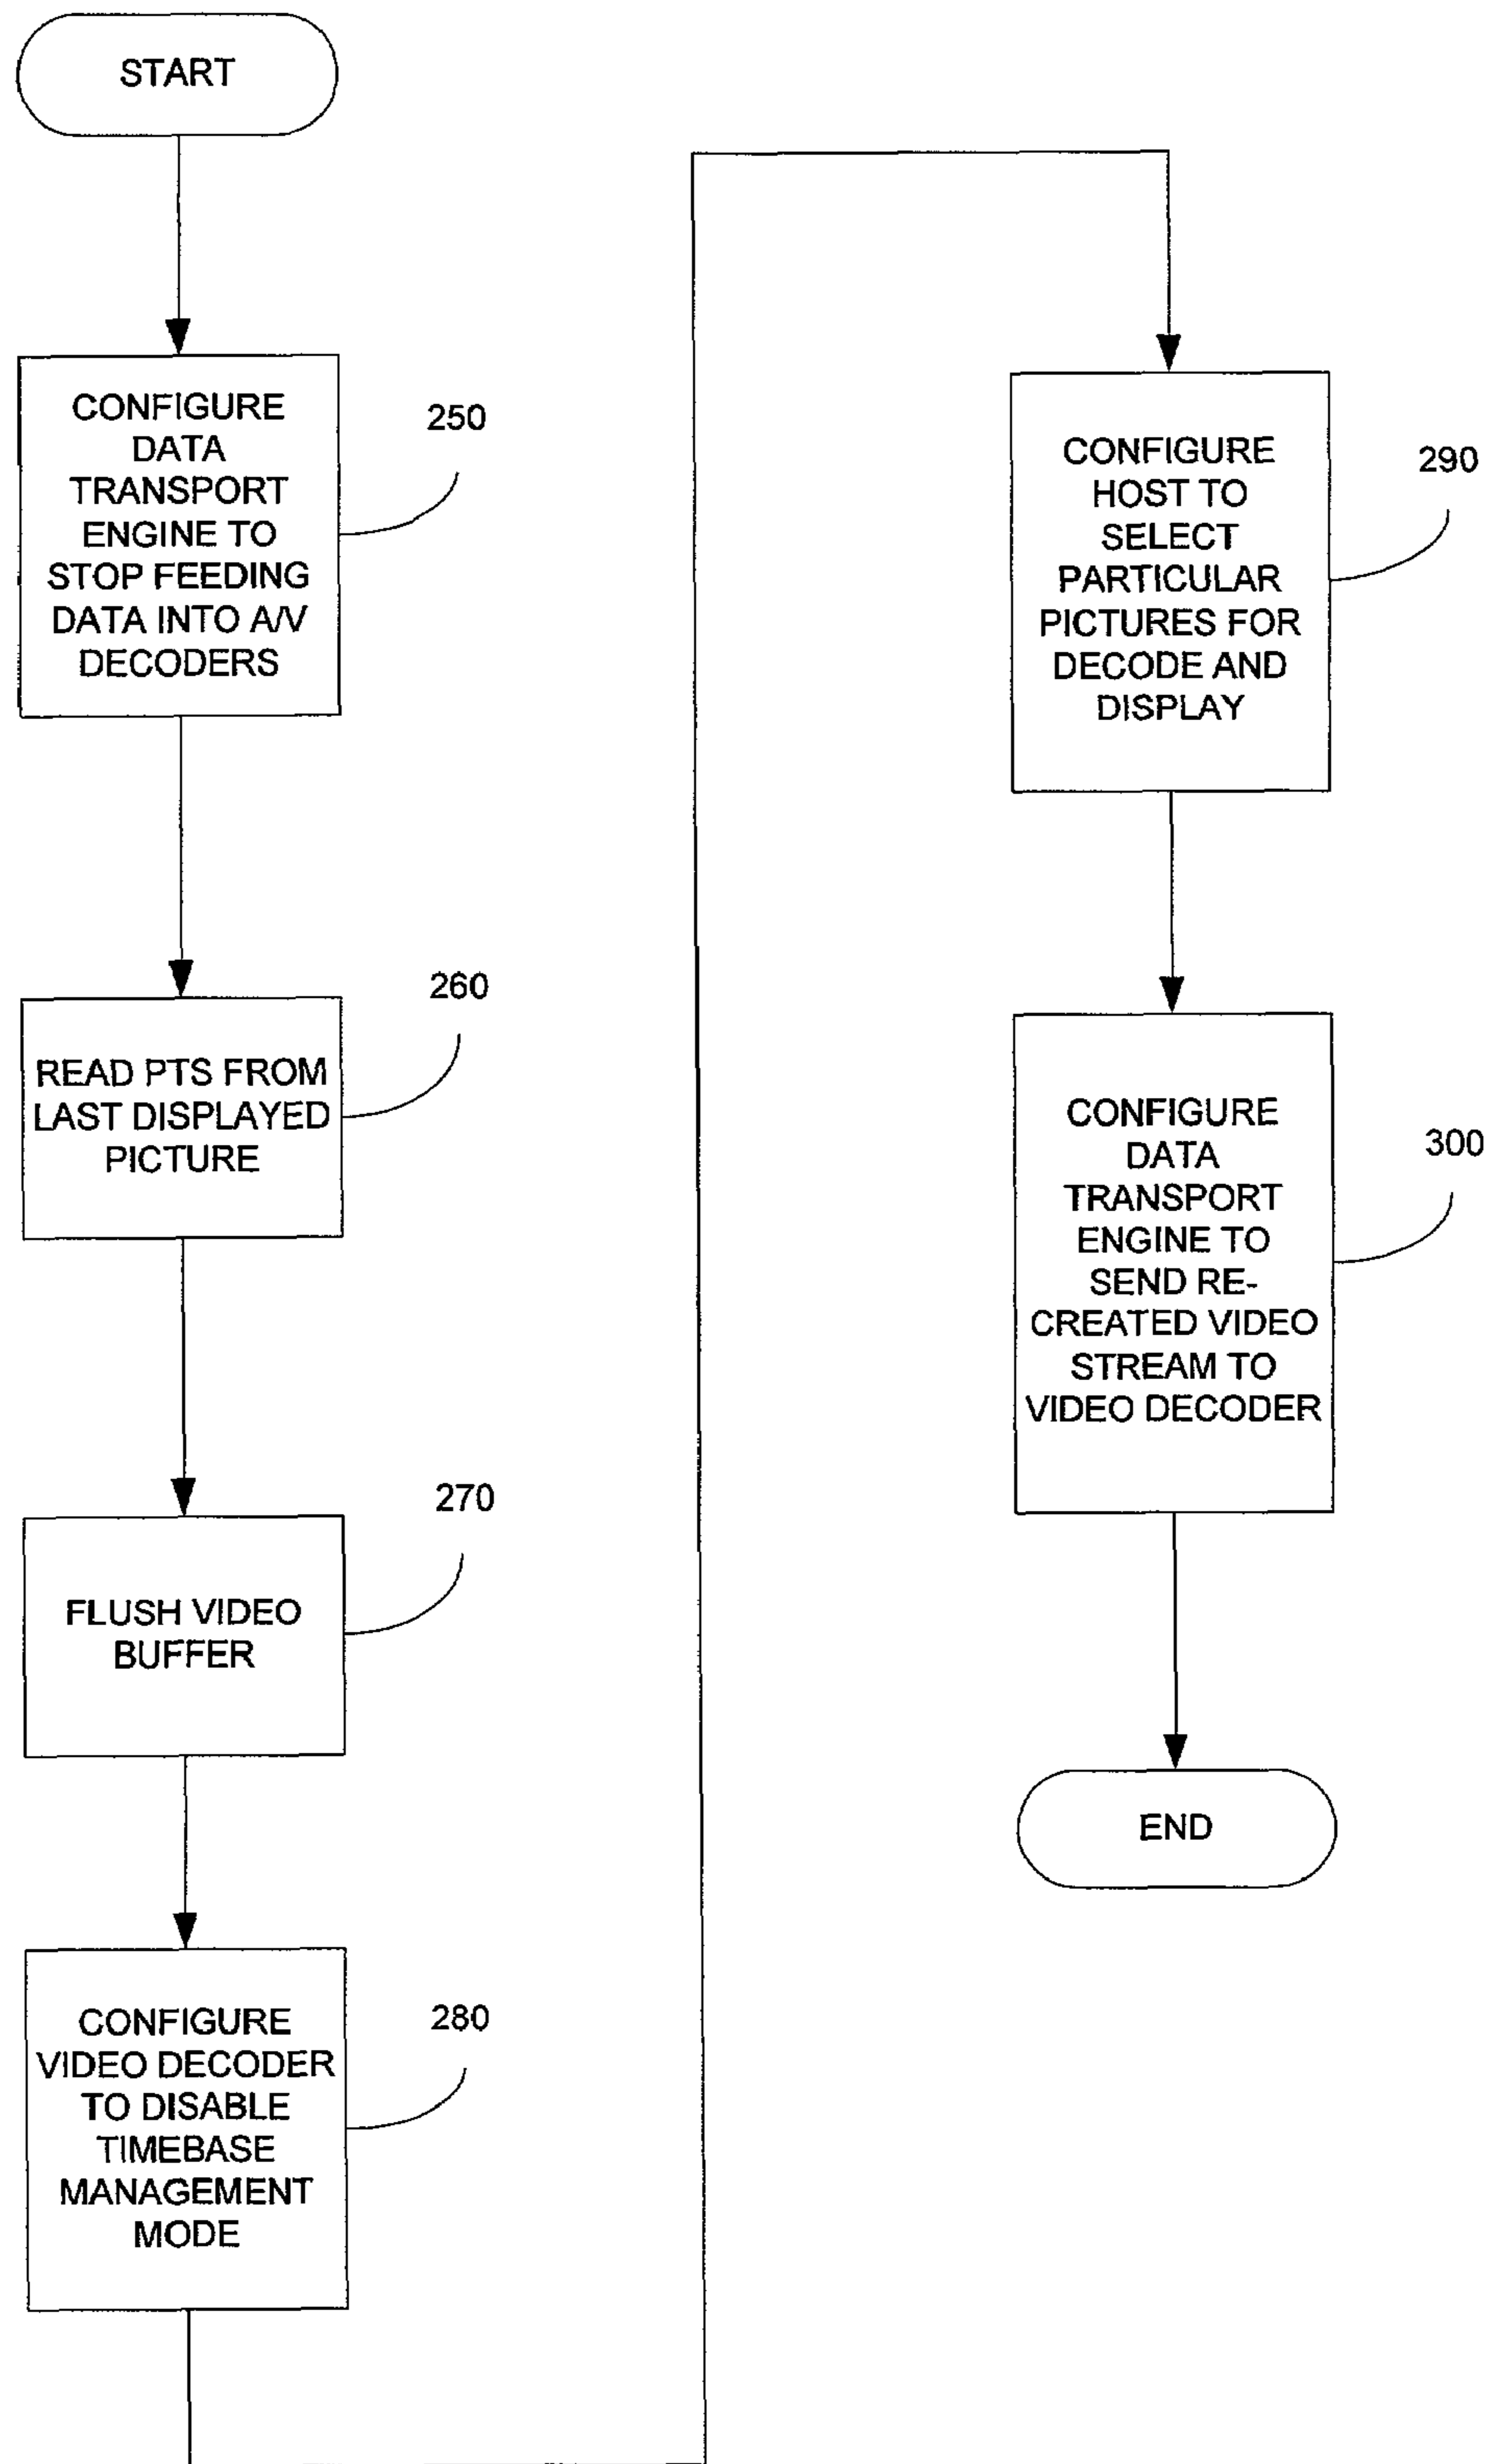 START
CONFIGURE
DATA
TRANSPORT
ENGINE TO
STOP FEEDING
DATA INTO A/V
DECODERS
250
READ PTS FROM
LAST DISPLAYED
PICTURE
260
FLUSH VIDEO
BUFFER
270
CONFIGURE
VIDEO DECODER
TO DISABLE
TIMEBASE
MANAGEMENT
MODE
280
CONFIGURE
HOST TO
SELECT
PARTICULAR
PICTURES FOR
DECODE AND
DISPLAY
290
CONFIGURE
DATA
TRANSPORT
ENGINE TO
SEND RE-
CREATED VIDEO
STREAM TO
VIDEO DECODER
300
END